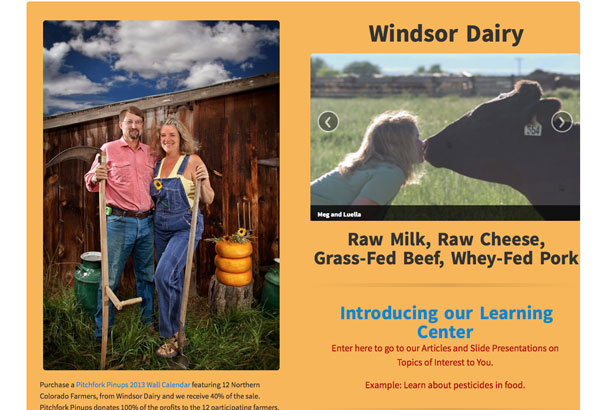 Windsor Dairy
Meg and Luella
Raw Milk, Raw Cheese,
Grass-Fed Beef, Whey-Fed Pork
Introducing our Learning
Center
Enter here to go to our Articles and Slide Presentations on
Topics of Interest to You.
Example: Learn about pesticides in food.
Purchase a Pitchfork Pinups 2013 Wall Calendar featuring 12 Northern
Colorado Farmers, from Windsor Dairy and we receive 40% of the sale.
Pitchfork Pinups donates 100% of the profits to the 12 participating farmers.